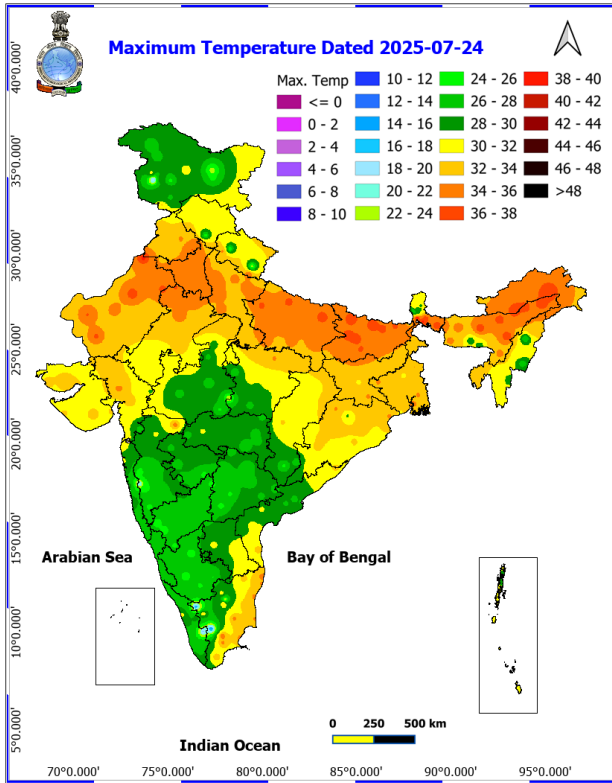 Maximum Temperature Dated 2025-07-24
Max. Temp
<= 0
0 - 2
2 - 4
4 - 6
6 - 8
8 - 10
10 - 12
12 - 14
14 - 16
16 - 18
18 - 20
20 - 22
22 - 24
24 - 26
26 - 28
28 - 30
30 - 32
32 - 34
34 - 36
36 - 38
38 - 40
40 - 42
42 - 44
44 - 46
46 - 48
>48
40°0.000'
35°0.000'
30°0.000'
25°0.000'
20°0.000'
15°0.000'
10°0.000'
5°0.000'
Arabian Sea
Bay of Bengal
Indian Ocean
0 250 500 km
70°0.000' 75°0.000' 80°0.000' 85°0.000' 90°0.000' 95°0.000'